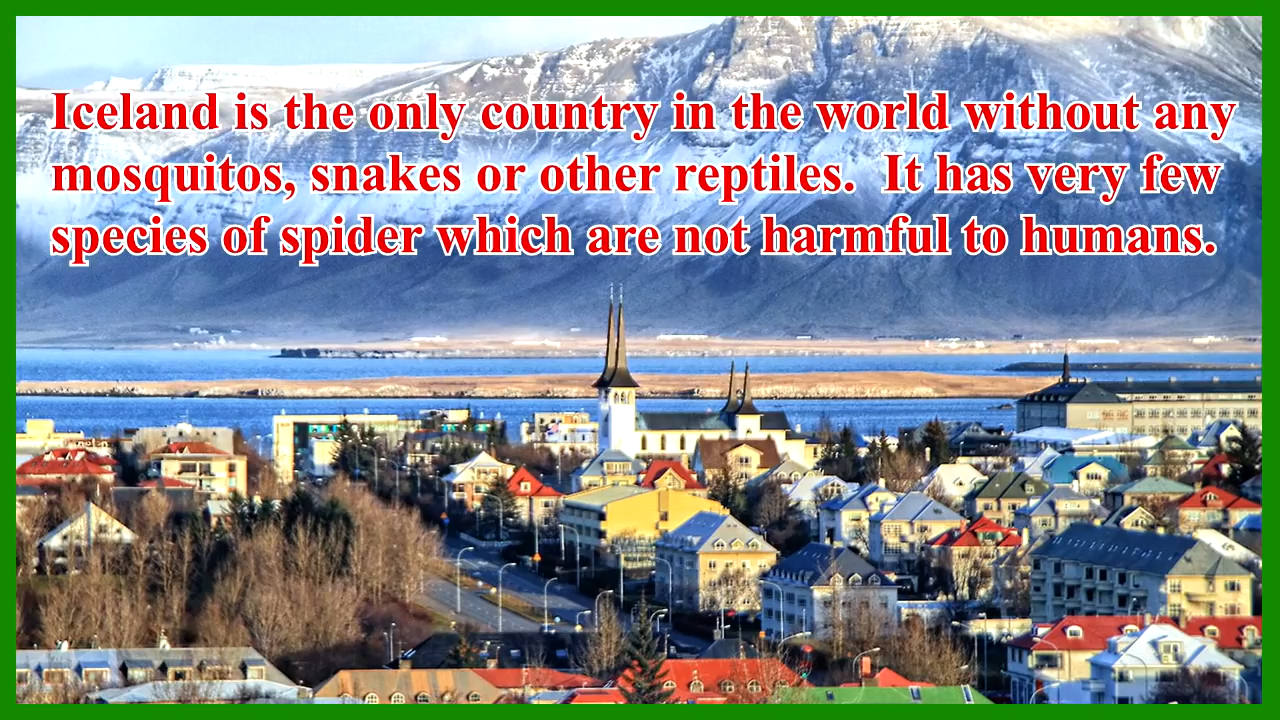 Iceland is the only country in the world without any
mosquitos, snakes or other reptiles.  It has very few
species of spider which are not harmful to humans.